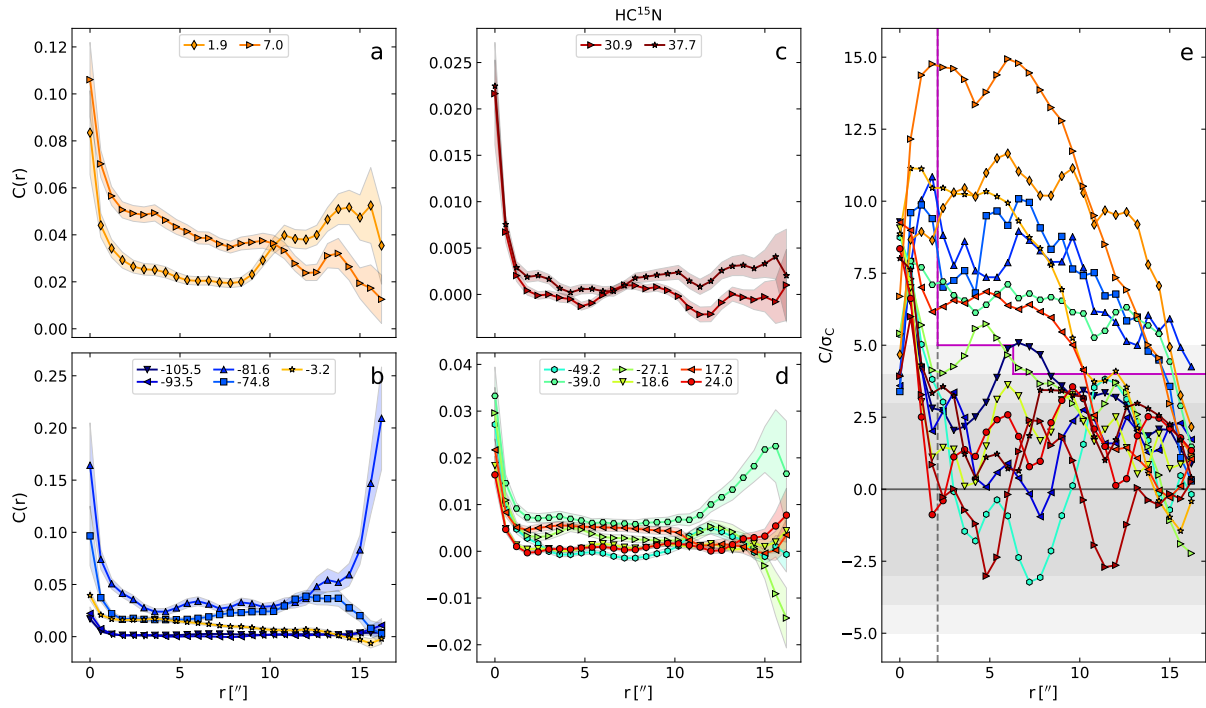 HC¹⁵N
a
1.9 7.0
C(r)
0.12
0.10
0.08
0.06
0.04
0.02
0.00
c
30.9 37.7
0.025
0.020
0.015
0.010
0.005
0.000
e
C/σ_C
15.0
12.5
10.0
7.5
5.0
2.5
0.0
−2.5
−5.0
0 5 10 15
r [″]
b
-105.5 -81.6 -3.2
-93.5 -74.8
C(r)
0.25
0.20
0.15
0.10
0.05
0.00
0 5 10 15
r [″]
d
-49.2 -27.1 17.2
-39.0 -18.6 24.0
0.04
0.03
0.02
0.01
0.00
−0.01
−0.02
0 5 10 15
r [″]